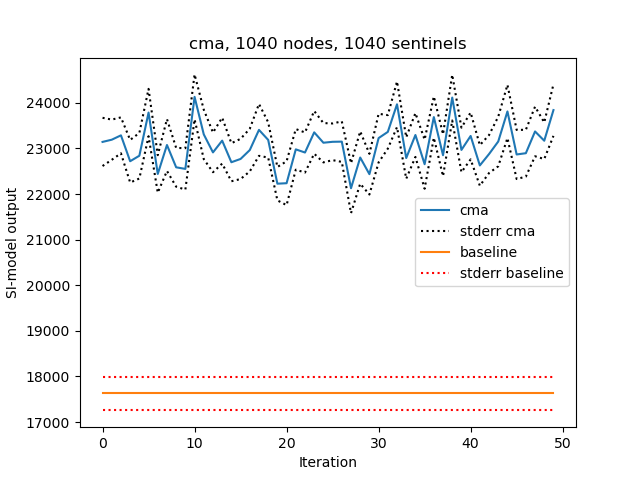 cma, 1040 nodes, 1040 sentinels
SI-model output
24000
23000
22000
21000
20000
19000
18000
17000
cma
stderr cma
baseline
stderr baseline
0
10
20
30
40
50
Iteration